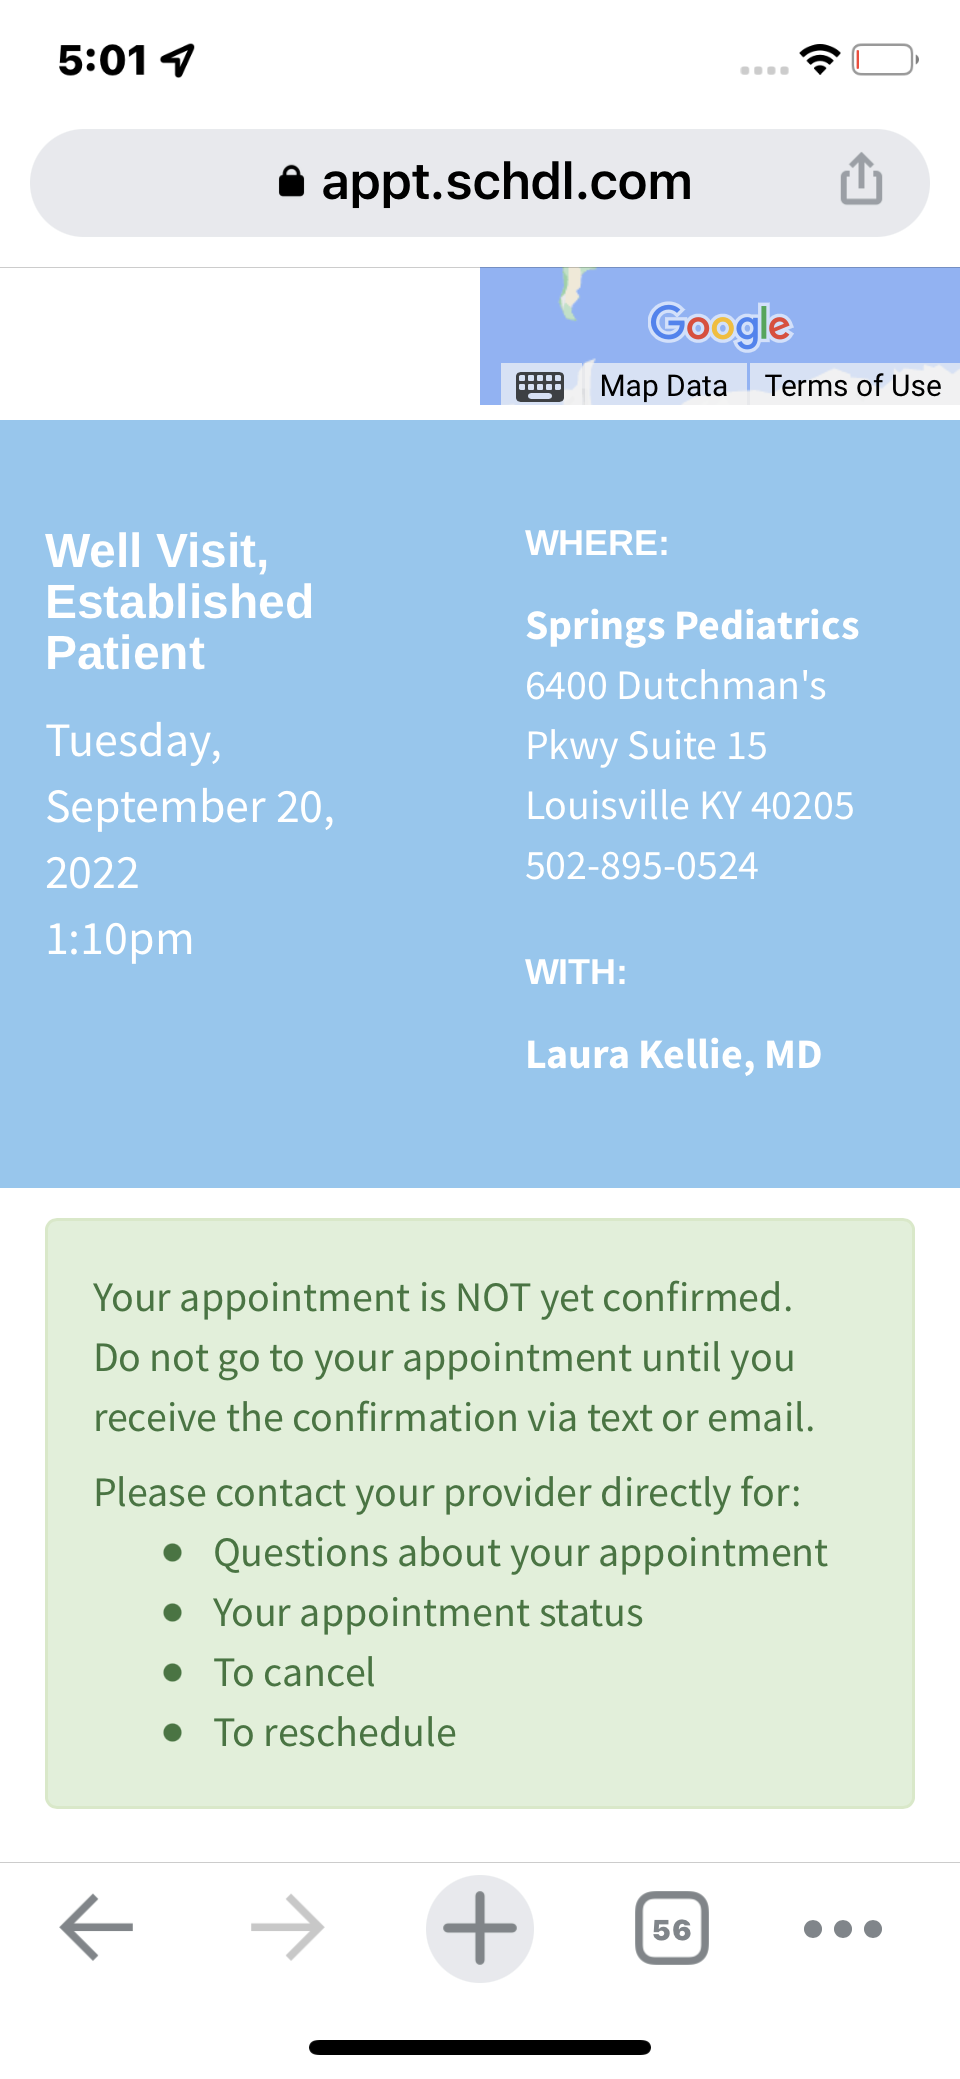 5:01
appt.schdl.com
Google
Map Data
Terms of Use
Well Visit,
Established
Patient
Tuesday,
September 20,
2022
1:10pm
WHERE:
Springs Pediatrics
6400 Dutchman's
Pkwy Suite 15
Louisville KY 40205
502-895-0524
WITH:
Laura Kellie, MD
Your appointment is NOT yet confirmed.
Do not go to your appointment until you
receive the confirmation via text or email.
Please contact your provider directly for:
● Questions about your appointment
● Your appointment status
● To cancel
● To reschedule
56